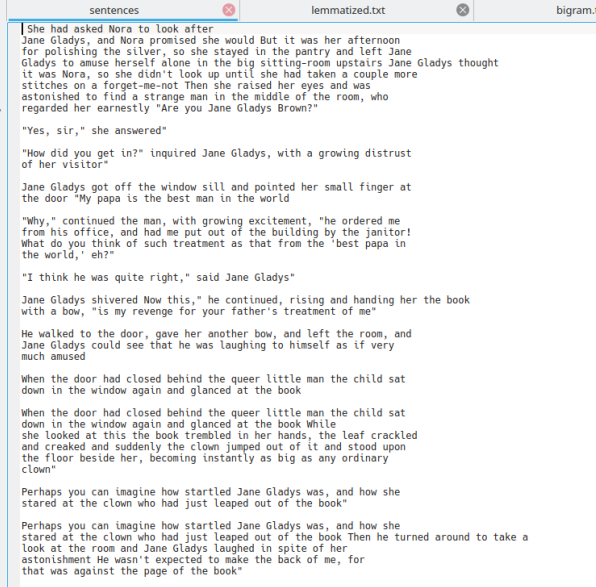 sentences
lemmatized.txt
bigram.t
She had asked Nora to look after
Jane Gladys, and Nora promised she would But it was her afternoon
for polishing the silver, so she stayed in the pantry and left Jane
Gladys to amuse herself alone in the big sitting-room upstairs Jane Gladys thought
it was Nora, so she didn't look up until she had taken a couple more
stitches on a forget-me-not Then she raised her eyes and was
astonished to find a strange man in the middle of the room, who
regarded her earnestly "Are you Jane Gladys Brown?"
"Yes, sir," she answered"
"How did you get in?" inquired Jane Gladys, with a growing distrust
of her visitor"
Jane Gladys got off the window sill and pointed her small finger at
the door "My papa is the best man in the world
"Why," continued the man, with growing excitement, "he ordered me
from his office, and had me put out of the building by the janitor!
What do you think of such treatment as that from the 'best papa in
the world,' eh?"
"I think he was quite right," said Jane Gladys"
Jane Gladys shivered Now this," he continued, rising and handing her the book
with a bow, "is my revenge for your father's treatment of me"
He walked to the door, gave her another bow, and left the room, and
Jane Gladys could see that he was laughing to himself as if very
much amused
When the door had closed behind the queer little man the child sat
down in the window again and glanced at the book
When the door had closed behind the queer little man the child sat
down in the window again and glanced at the book While
she looked at this the book trembled in her hands, the leaf crackled
and creaked and suddenly the clown jumped out of it and stood upon
the floor beside her, becoming instantly as big as any ordinary
clown"
Perhaps you can imagine how startled Jane Gladys was, and how she
stared at the clown who had just leaped out of the book"
Perhaps you can imagine how startled Jane Gladys was, and how she
stared at the clown who had just leaped out of the book Then he turned around to take a
look at the room and Jane Gladys laughed in spite of her
astonishment He wasn't expected to make the back of me, for
that was against the page of the book"